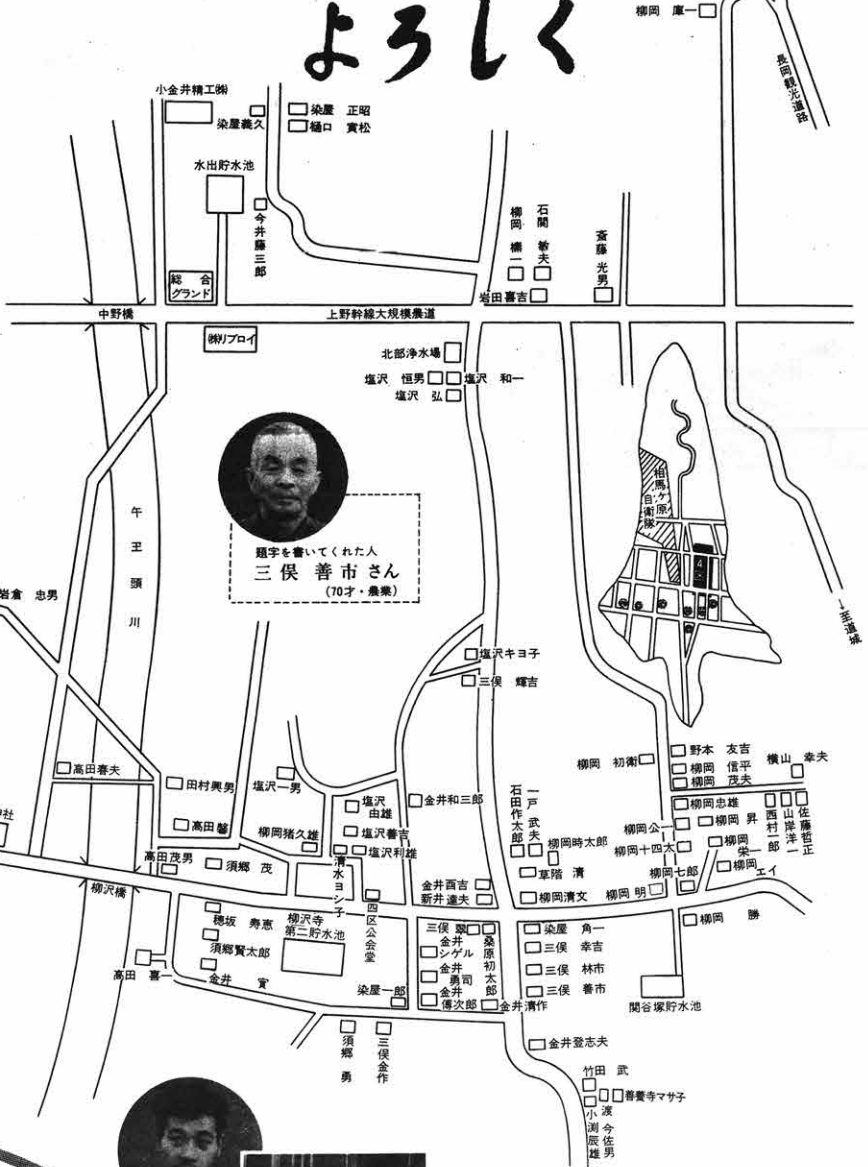 よろしく
柳岡 庫一
長岡観光道路
小金井精工㈱
染屋義久
染屋 正昭
樋口 寅松
水出貯水池
今井藤三郎
総合
グランド
柳岡 櫤一
石関 敏夫
斎藤 光男
岩田喜吉
中野橋
上野幹線大規模農道
㈱リプロイ
北部浄水場
塩沢 恒男
塩沢 和一
塩沢 弘
相馬ヶ原
自衛隊
4
午王頭川
題字を書いてくれた人
三俣善市さん
(70才・農業)
岩倉 忠男
→至道城
塩沢キヨ子
三俣 輝吉
高田春夫
田村興男
塩沢一男
高田馨
柳岡猪久雄
塩沢
由雄
塩沢善吉
塩沢利雄
金井和三郎
清水ヨシ子
高田茂男
須郷 茂
四区公会堂
石田作太郎
一戸 武夫
柳岡時太郎
草階 清
柳岡清文
金井酉吉
新井達夫
柳岡 初衛
野本 友吉
柳岡 信平
柳岡 茂夫
横山 幸夫
柳岡忠雄
柳岡公一
柳岡 昇
柳岡十四太
柳岡
栄一
柳岡
エイ
西村一郎
山岸洋一
佐藤哲正
柳岡七郎
柳岡 明
柳岡 勝
神社
柳沢橋
穂坂 寿恵
須郷賢太郎
金井 寅
高田 喜一
柳沢寺
第二貯水池
染屋一郎
三俣 翠
金井
シゲル
金井
勇司
金井
傳次郎
桑原初太郎
金井清作
染屋 角一
三俣 幸吉
三俣 林市
三俣 善市
関谷塚貯水池
須郷 勇
三俣金作
金井登志夫
竹田 武
善養寺マサ子
渡 今佐男
小渕辰雄